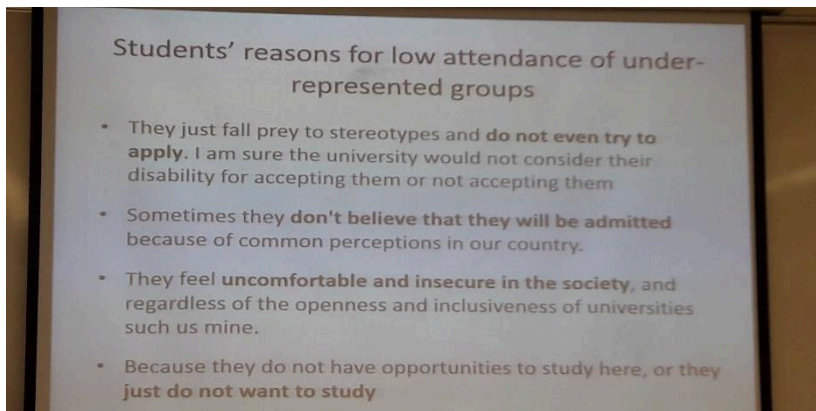 Students' reasons for low attendance of under-
represented groups
• They just fall prey to stereotypes and do not even try to
apply. I am sure the university would not consider their
disability for accepting them or not accepting them
• Sometimes they don't believe that they will be admitted
because of common perceptions in our country.
• They feel uncomfortable and insecure in the society, and
regardless of the openness and inclusiveness of universities
such us mine.
• Because they do not have opportunities to study here, or they
just do not want to study